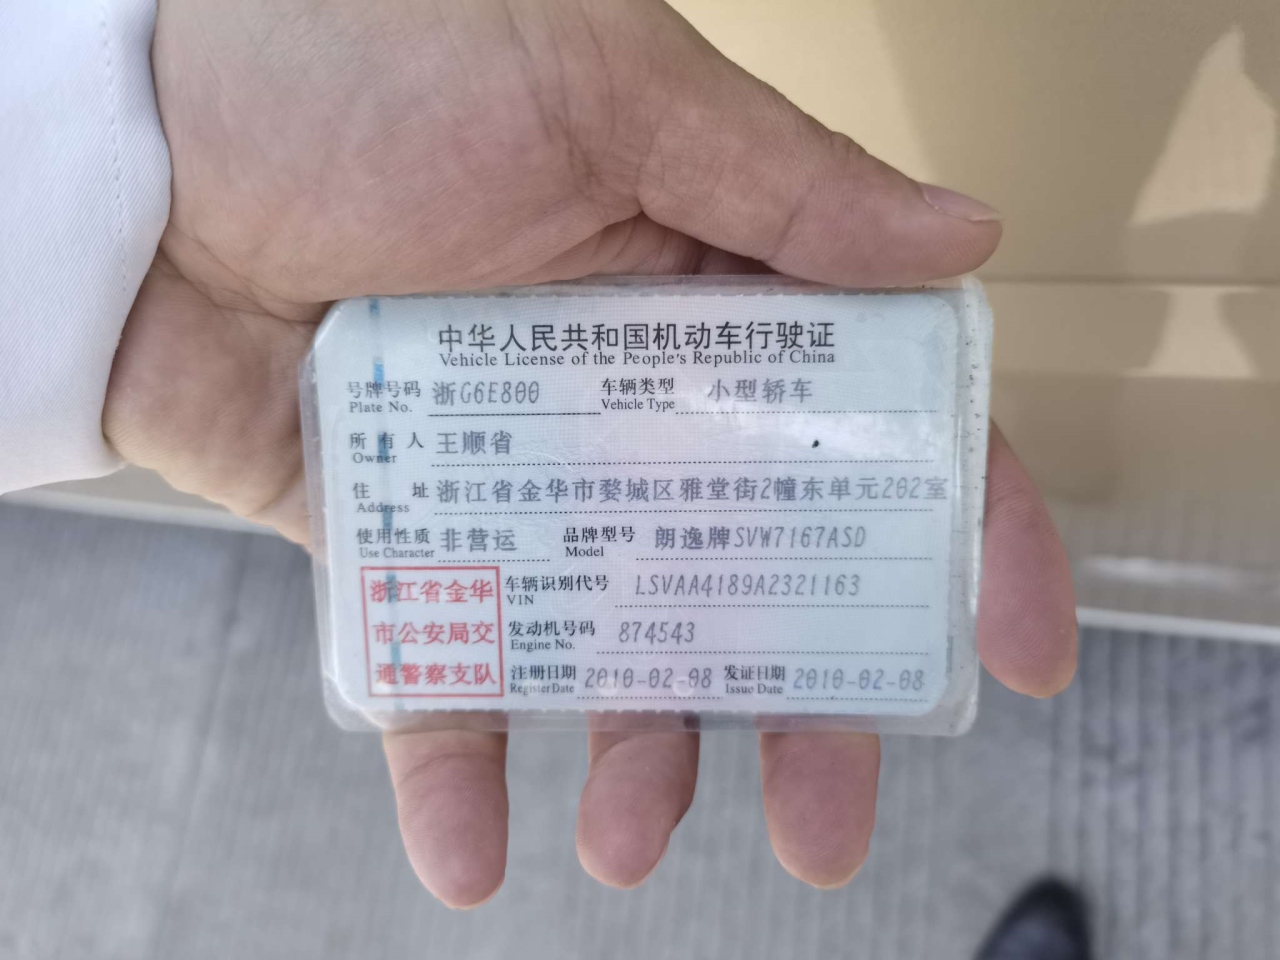 中华人民共和国机动车行驶证
Vehicle License of the People's Republic of China
号牌号码 浙G6E800 车辆类型 小型轿车
Plate No. Vehicle Type
所有人 王顺省
Owner
住址 浙江省金华市婺城区雅堂街2幢东单元202室
Address
使用性质 非营运 品牌型号 朗逸牌SVW7167ASD
Use Character Model
浙江省金华 车辆识别代号 LSVAA4189A2321163
VIN
市公安局交 发动机号码 874543
Engine No.
通警察支队 注册日期 2010-02-08 发证日期 2010-02-08
Register Date Issue Date